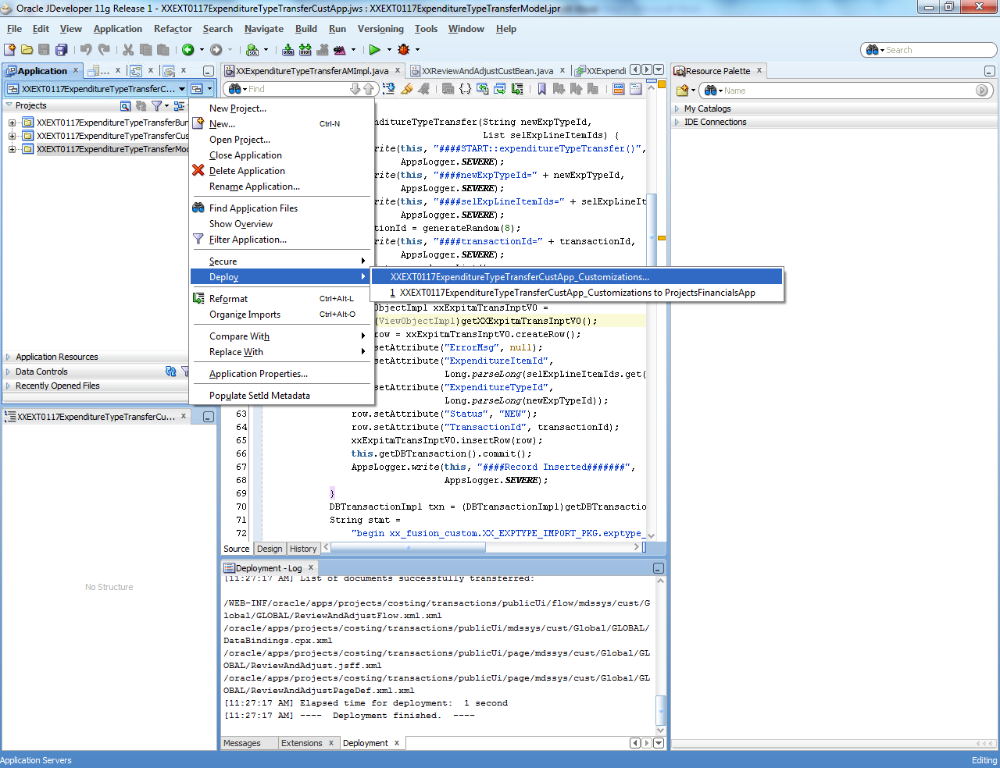 Oracle JDeveloper 11g Release 1 - XXEXT0117ExpenditureTypeTransferCustApp.jws : XXEXT0117ExpenditureTypeTransferModel.jpr
File Edit View Application Refactor Search Navigate Build Run Versioning Tools Window Help
Search
Application x ... x x x
XXEXT0117ExpenditureTypeTransferC...
Projects
XXEXT0117ExpenditureTypeTransferBun
XXEXT0117ExpenditureTypeTransferCus
XXEXT0117ExpenditureTypeTransferMod
Application Resources
Data Controls
Recently Opened Files
New Project...
New... Ctrl-N
Open Project...
Close Application
Delete Application
Rename Application...
Find Application Files
Show Overview
Filter Application...
Secure
Deploy
Reformat Ctrl+Alt-L
Organize Imports Ctrl+Alt-O
Compare With
Replace With
Application Properties...
Populate SetId Metadata
XXEXT0117ExpenditureTypeTransferCustApp_Customizations...
1 XXEXT0117ExpenditureTypeTransferCustApp_Customizations to ProjectsFinancialsApp
XXExpenditureTypeTransferAMImpl.java x XXReviewAndAdjustCustBean.java x XXExpendi
Find
nditureTypeTransfer(String newExpTypeId,
List selExpLineItemIds) {
rite(this, "####START::expenditureTypeTransfer()",
AppsLogger.SEVERE);
rite(this, "####newExpTypeId=" + newExpTypeId,
AppsLogger.SEVERE);
rite(this, "####selExpLineItemIds=" + selExpLineIt
AppsLogger.SEVERE);
tionId = generateRandom(8);
rite(this, "####transactionId=" + transactionId,
AppsLogger.SEVERE);
ObjectImpl xxExpitmTransInptVO =
(ViewObjectImpl)getXXExpitmTransInptVO();
row = xxExpitmTransInptVO.createRow();
setAttribute("ErrorMsg", null);
setAttribute("ExpenditureItemId",
Long.parseLong(selExpLineItemIds.get(
setAttribute("ExpenditureTypeId",
Long.parseLong(newExpTypeId));
63 row.setAttribute("Status", "NEW");
64 row.setAttribute("TransactionId", transactionId);
65 xxExpitmTransInptVO.insertRow(row);
66 this.getDBTransaction().commit();
67 AppsLogger.write(this, "####Record Inserted#######",
68 AppsLogger.SEVERE);
69 }
70 DBTransactionImpl txn = (DBTransactionImpl)getDBTransactio
71 String stmt =
72 "begin xx_fusion_custom.XX_EXPTYPE_IMPORT_PKG.exptype_
Source Design History
Resource Palette x
Name
My Catalogs
IDE Connections
XXEXT0117ExpenditureTypeTransferCu... x
No Structure
Deployment - Log x
[11:27:17 AM] List of documents successfully transferred:
/WEB-INF/oracle/apps/projects/costing/transactions/publicUi/flow/mdssys/cust/G
lobal/GLOBAL/ReviewAndAdjustFlow.xml.xml
/oracle/apps/projects/costing/transactions/publicUi/mdssys/cust/Global/GLOBAL/
DataBindings.cpx.xml
/oracle/apps/projects/costing/transactions/publicUi/page/mdssys/cust/Global/GL
OBAL/ReviewAndAdjust.jsff.xml
/oracle/apps/projects/costing/transactions/publicUi/page/mdssys/cust/Global/GL
OBAL/ReviewAndAdjustPageDef.xml.xml
[11:27:17 AM] Elapsed time for deployment: 1 second
[11:27:17 AM] ---- Deployment finished. ----
Messages Extensions x Deployment x
Application Servers
Editing